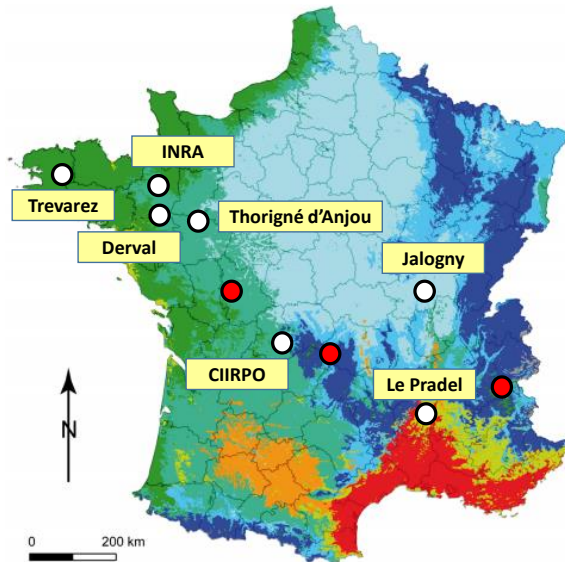 INRA
Trevarez
Thorigné d'Anjou
Derval
Jalogny
CIIRPO
Le Pradel
N
0 200 km